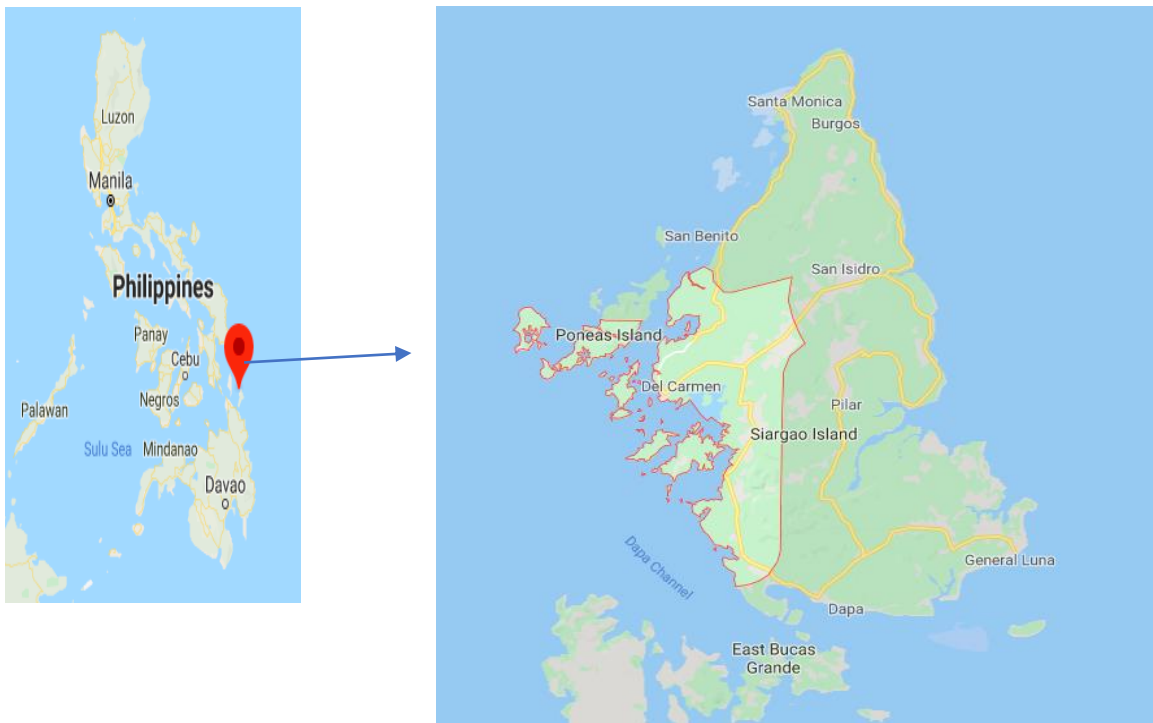 Luzon
Manila
Philippines
Panay
Cebu
Negros
Palawan
Sulu Sea
Mindanao
Davao
Santa Monica
Burgos
San Benito
San Isidro
Poneas Island
Del Carmen
Pilar
Siargao Island
Dapa Channel
General Luna
Dapa
East Bucas
Grande